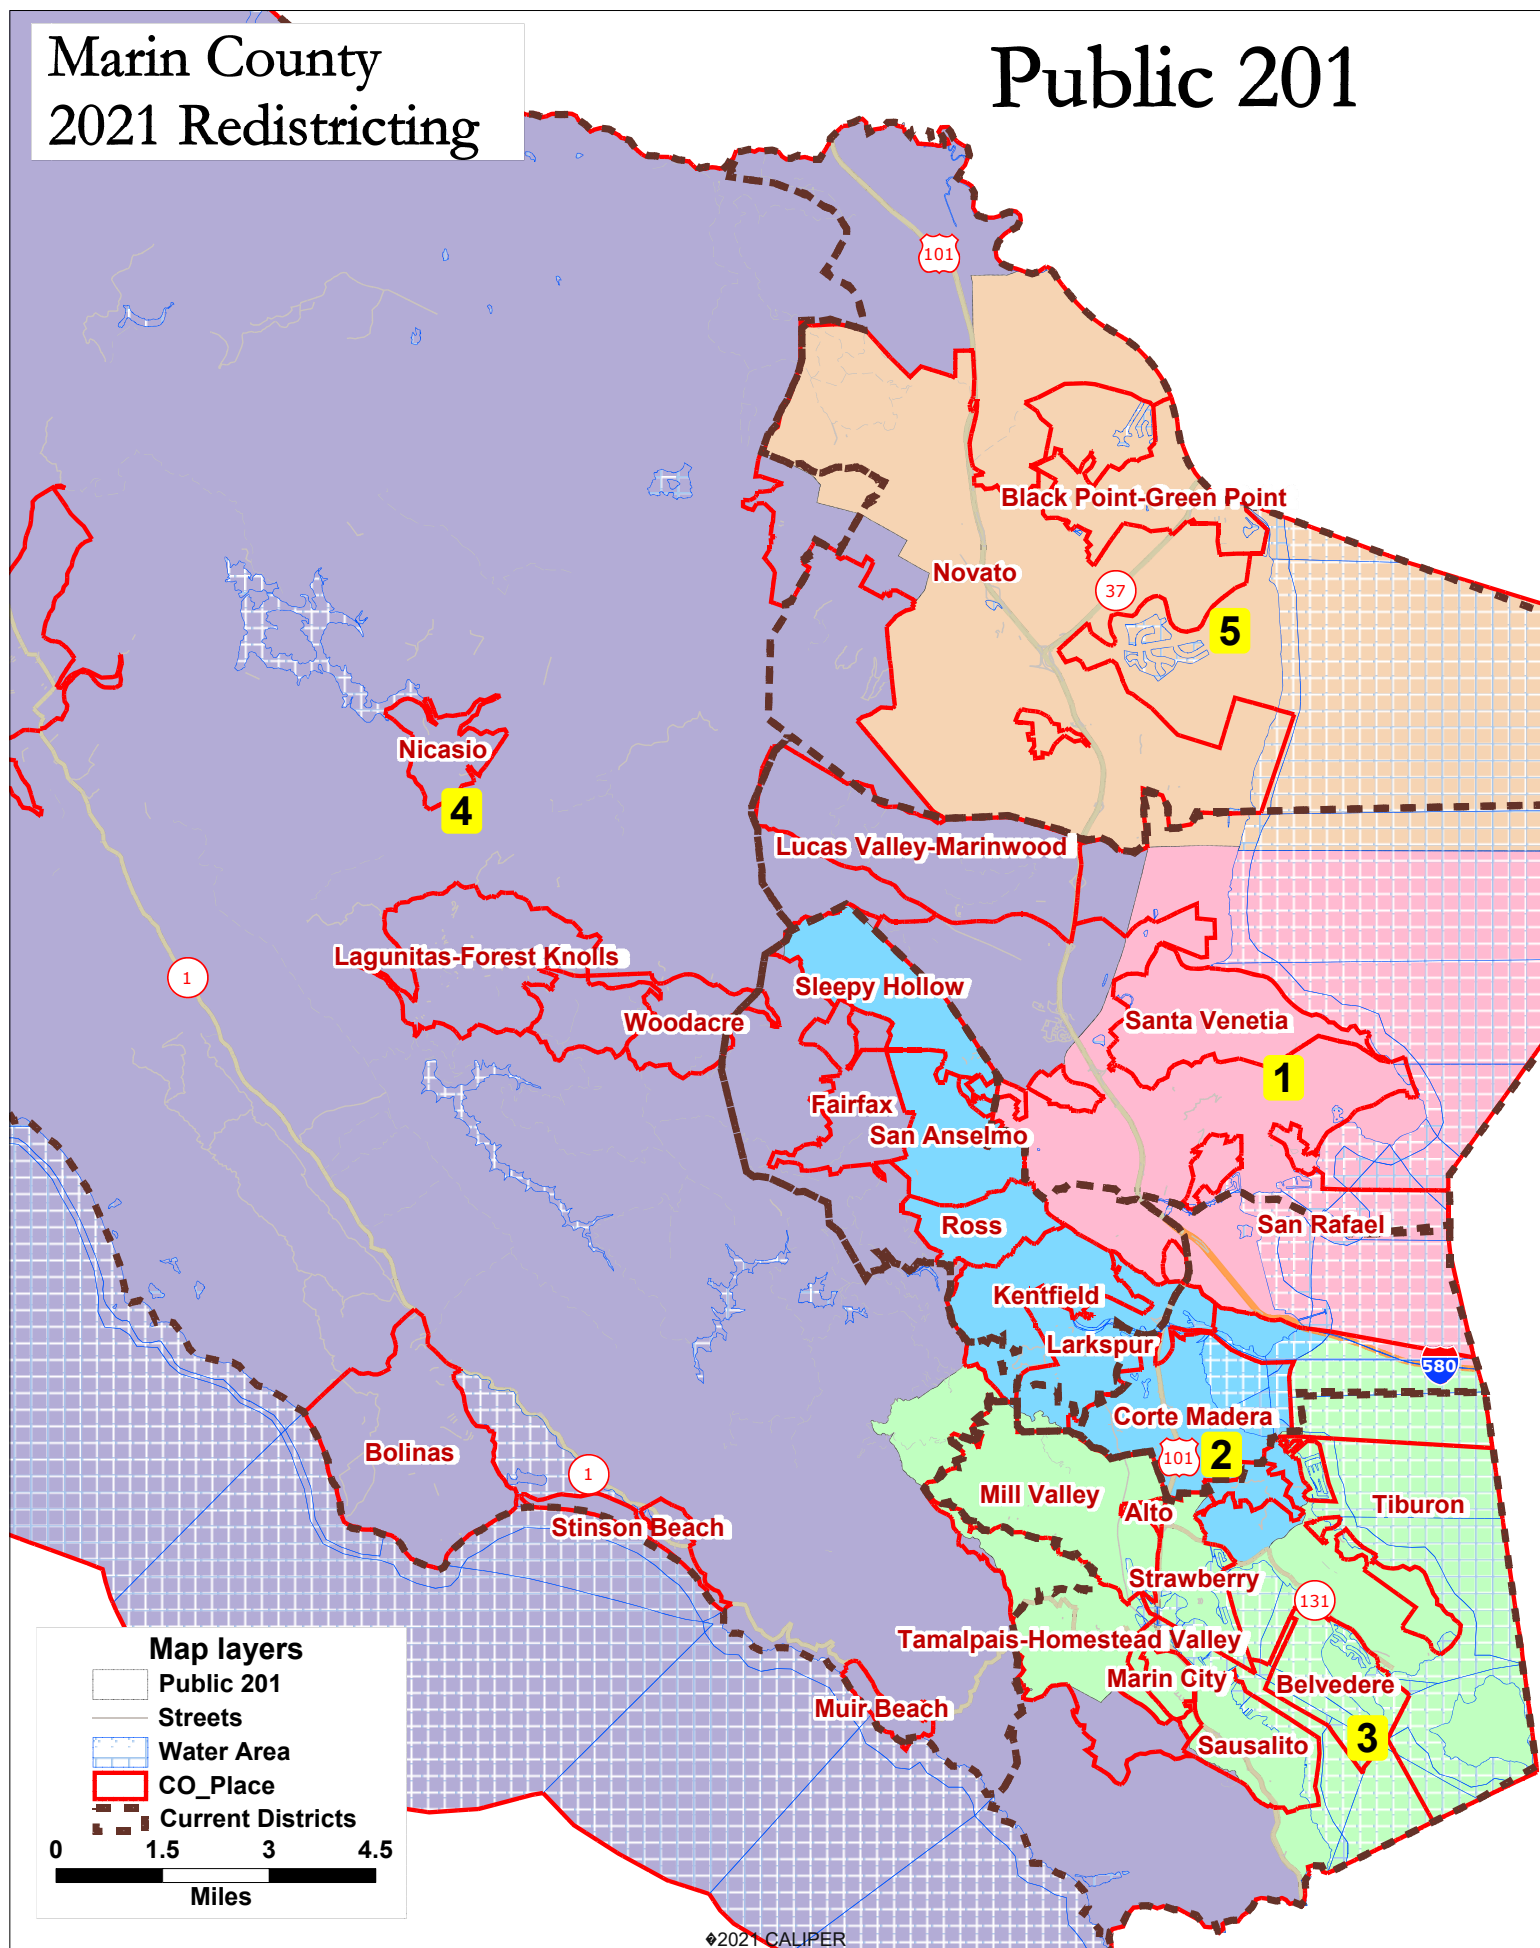 Marin County
2021 Redistricting
Public 201
101
Black Point-Green Point
Novato
37
5
Nicasio
4
Lucas Valley-Marinwood
Lagunitas-Forest Knolls
1
Sleepy Hollow
Woodacre
Santa Venetia
1
Fairfax
San Anselmo
Ross
San Rafael
Kentfield
Larkspur
580
Corte Madera
Bolinas
101
2
1
Mill Valley
Alto
Tiburon
Stinson Beach
Strawberry
131
Tamalpais-Homestead Valley
Marin City
Belvedere
Muir Beach
Sausalito
3
Map layers
Public 201
Streets
Water Area
CO_Place
Current Districts
0 1.5 3 4.5
Miles
�2021 CALIPER